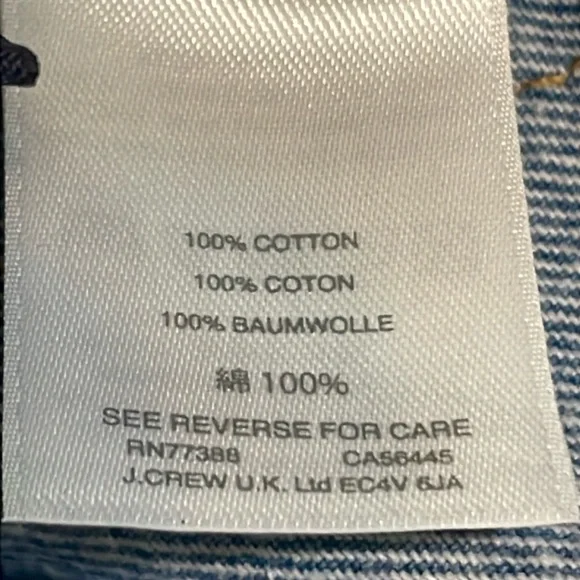 100% COTTON
100% COTON
100% BAUMWOLLE
綿 100%
SEE REVERSE FOR CARE
RN77388 CA56445
J.CREW U.K. Ltd EC4V 6JA